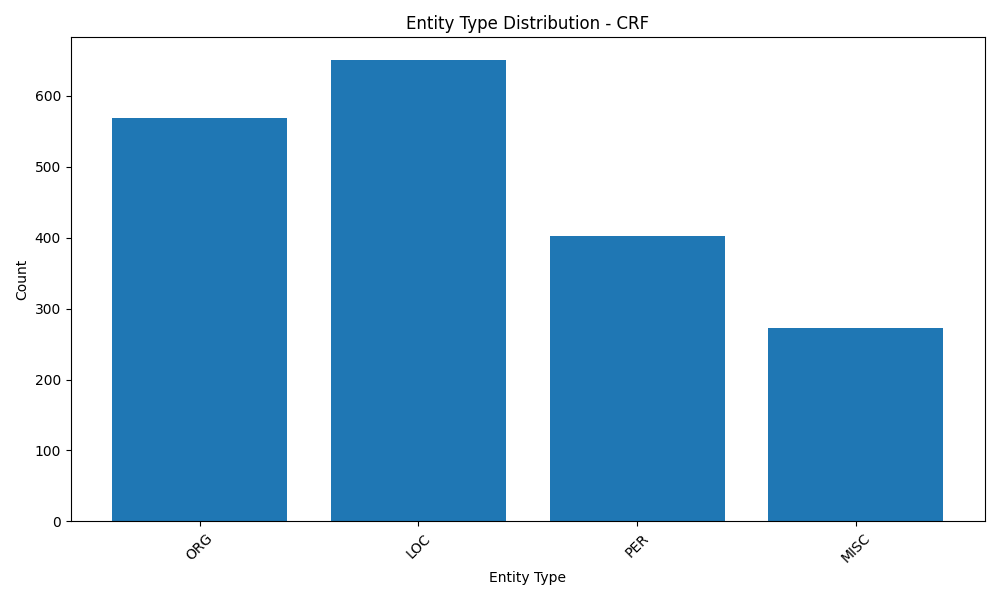 Entity Type Distribution - CRF
Count
600
500
400
300
200
100
0
ORG
LOC
PER
MISC
Entity Type